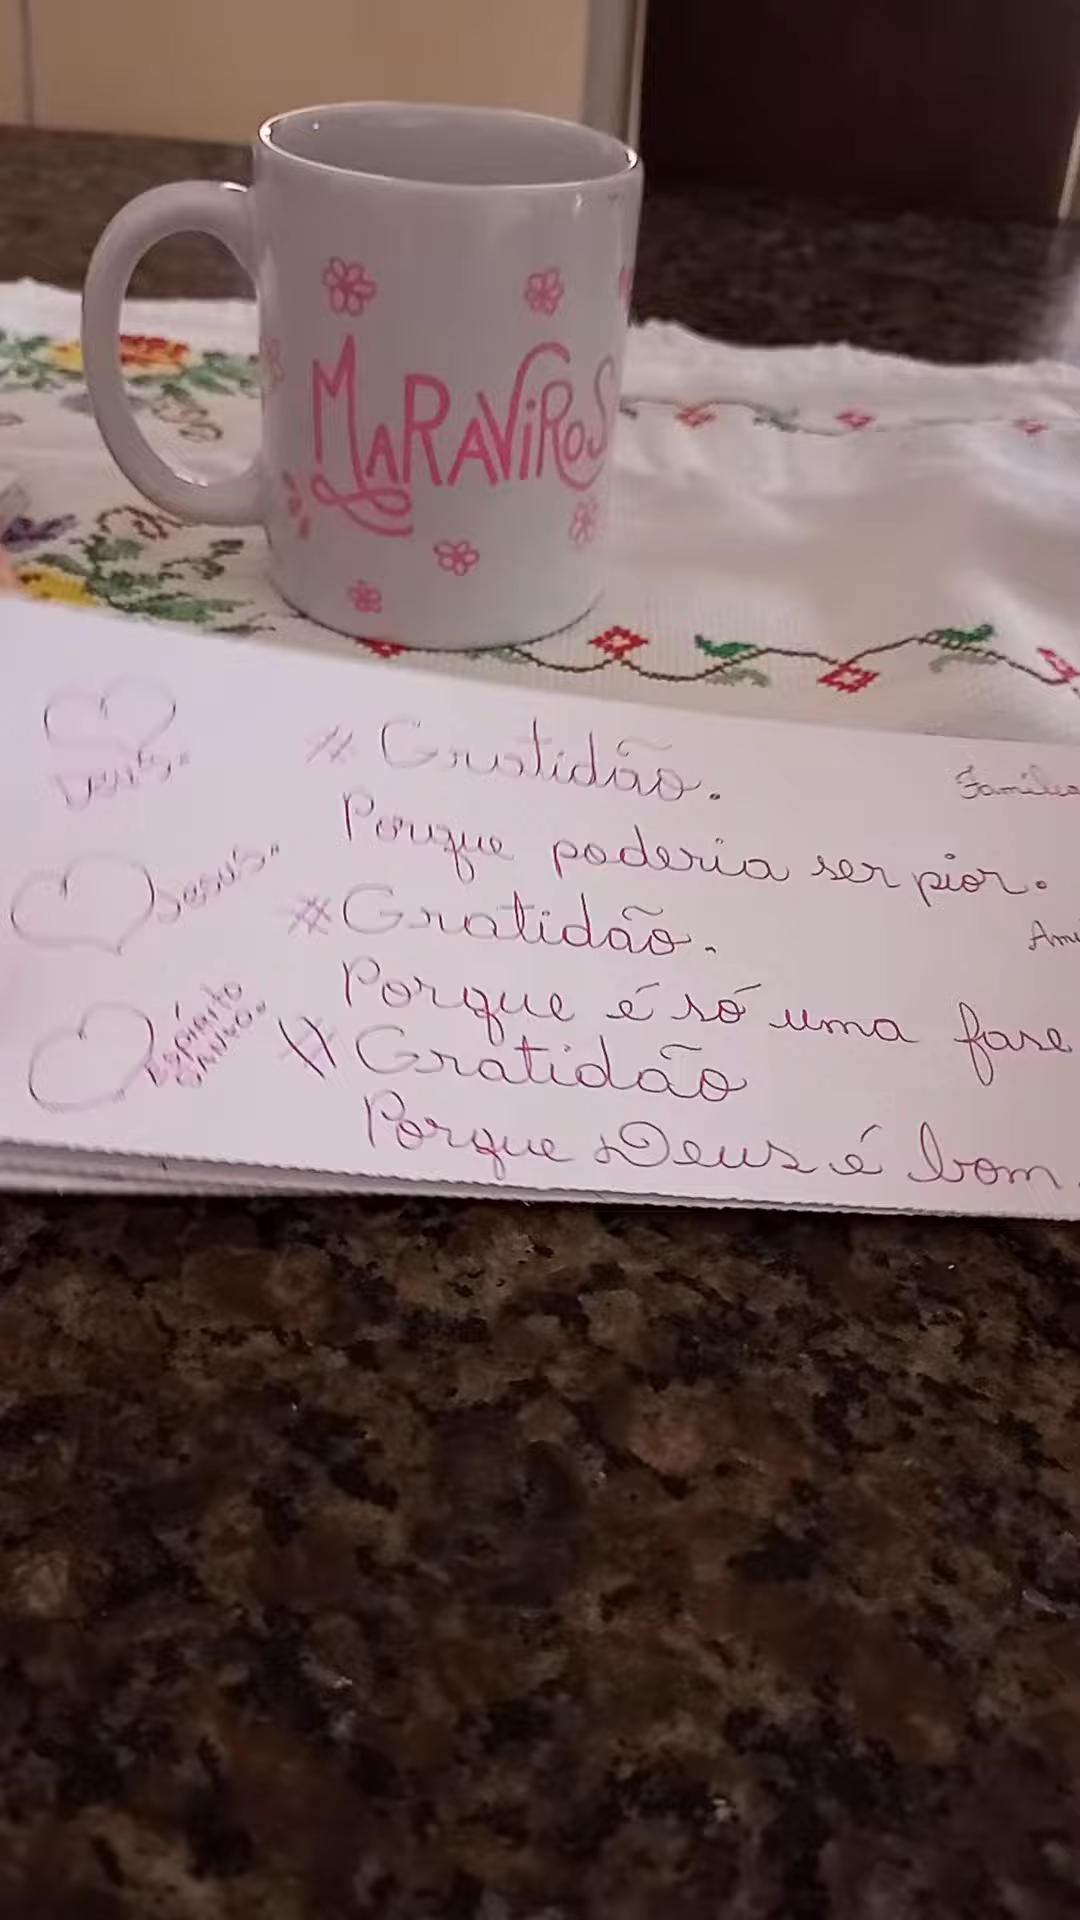 MARAVIROS
Deus.
# Gratidão.
Porque poderia ser pior.
Jesus.
# Gratidão.
Porque é só uma fase
Espírito
Santo.
# Gratidão
Porque Deus é bom.